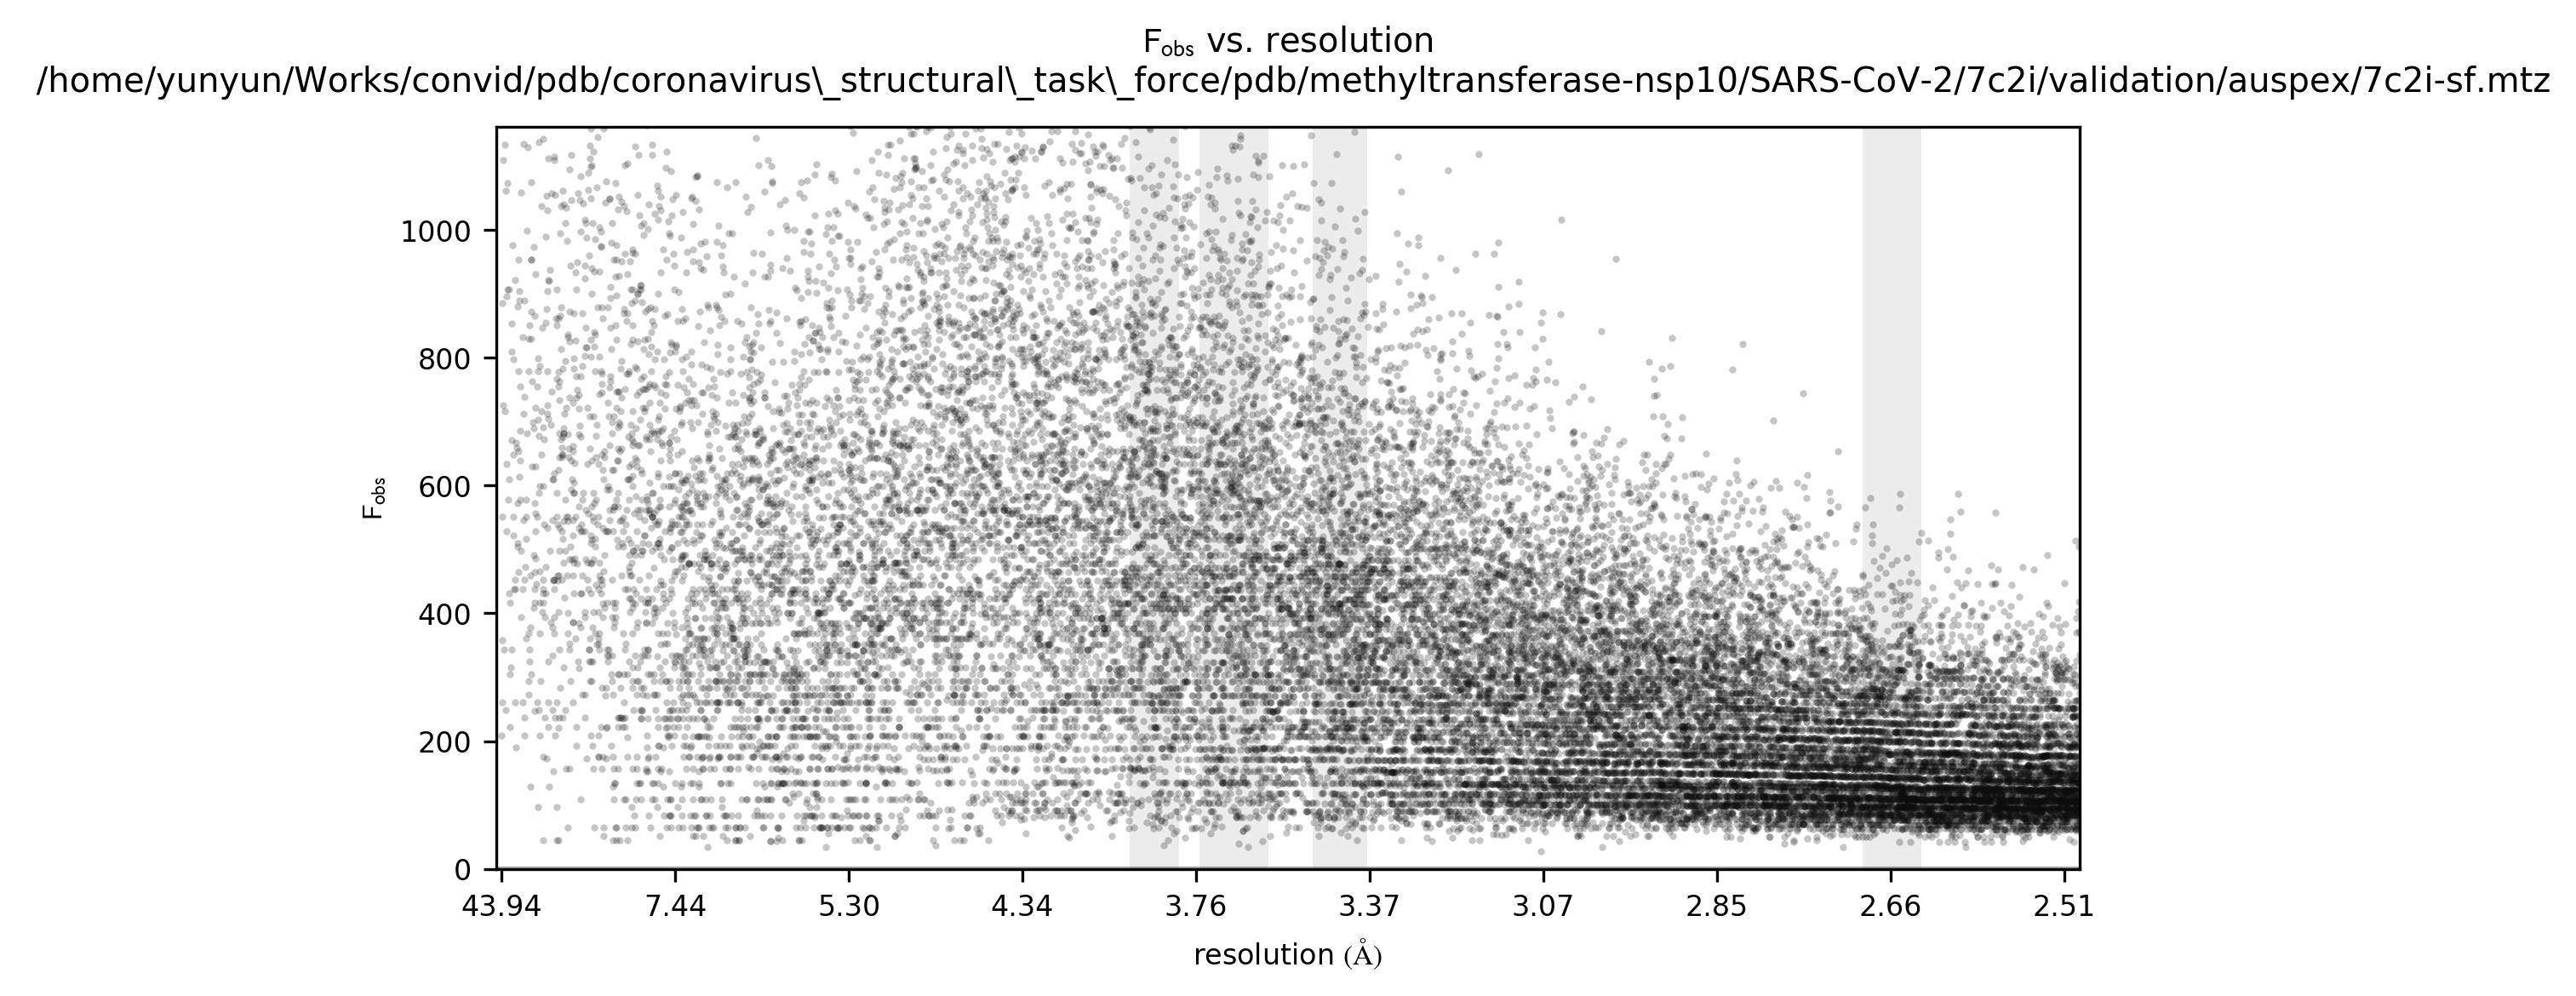 Fobs vs. resolution
/home/yunyun/Works/convid/pdb/coronavirus\_structural\_task\_force/pdb/methyltransferase-nsp10/SARS-CoV-2/7c2i/validation/auspex/7c2i-sf.mtz
1000
800
600
400
200
0
Fobs
43.94 7.44 5.30 4.34 3.76 3.37 3.07 2.85 2.66 2.51
resolution (Å)